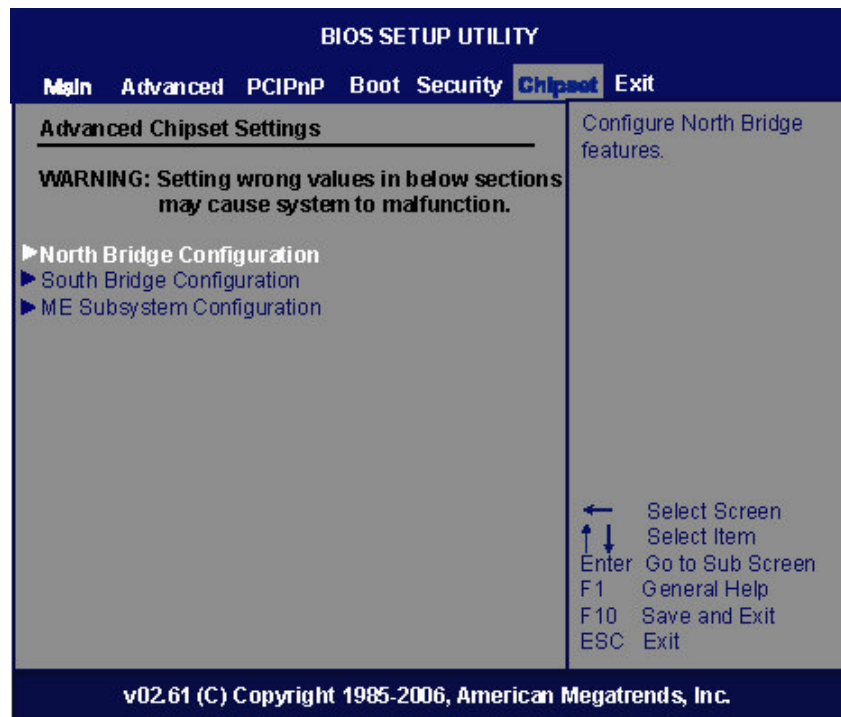 BIOS SETUP UTILITY
Main Advanced PCIPnP Boot Security Chipset Exit
Advanced Chipset Settings
WARNING: Setting wrong values in below sections
may cause system to malfunction.
▶North Bridge Configuration
▶South Bridge Configuration
▶ME Subsystem Configuration
Configure North Bridge
features.
← Select Screen
↑↓ Select Item
Enter Go to Sub Screen
F1 General Help
F10 Save and Exit
ESC Exit
v02.61 (C) Copyright 1985-2006, American Megatrends, Inc.